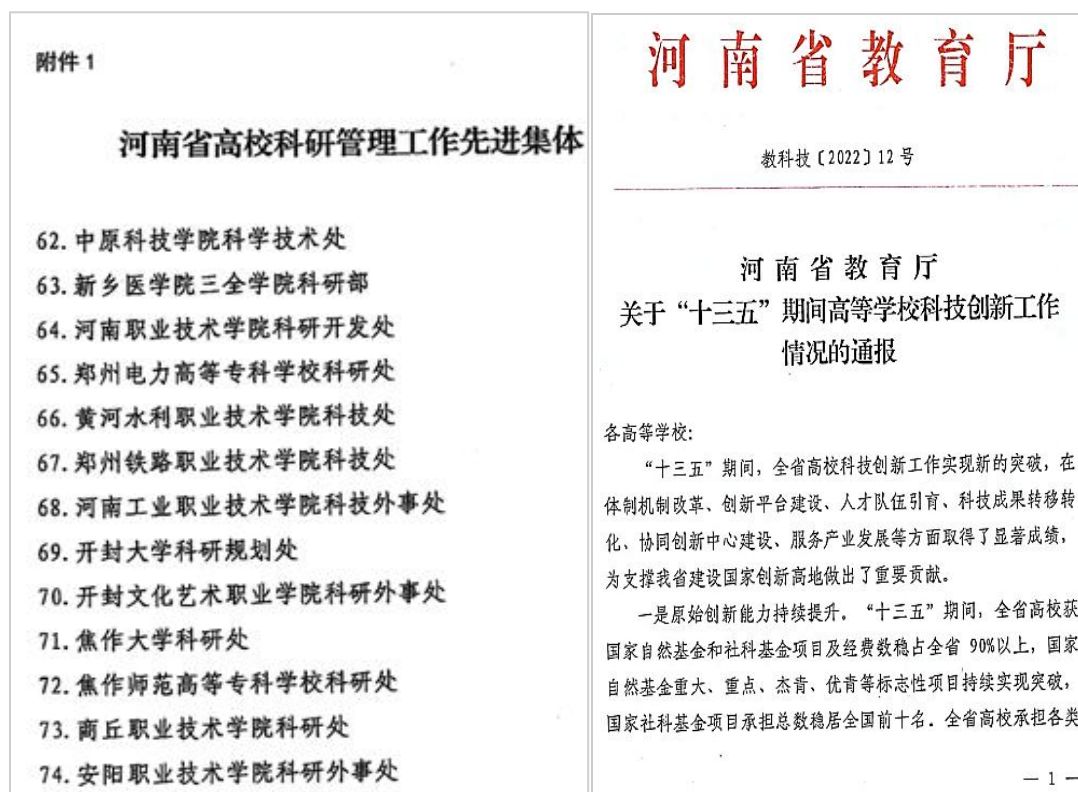 附件 1
河南省高校科研管理工作先进集体
62. 中原科技学院科学技术处
63. 新乡医学院三全学院科研部
64. 河南职业技术学院科研开发处
65. 郑州电力高等专科学校科研处
66. 黄河水利职业技术学院科技处
67. 郑州铁路职业技术学院科技处
68. 河南工业职业技术学院科技外事处
69. 开封大学科研规划处
70. 开封文化艺术职业学院科研外事处
71. 焦作大学科研处
72. 焦作师范高等专科学校科研处
73. 商丘职业技术学院科研处
74. 安阳职业技术学院科研外事处
河南省教育厅
教科技〔2022〕12 号
河南省教育厅
关于“十三五”期间高等学校科技创新工作
情况的通报
各高等学校:
“十三五”期间，全省高校科技创新工作实现新的突破，在
体制机制改革、创新平台建设、人才队伍引育、科技成果转移转
化、协同创新中心建设、服务产业发展等方面取得了显著成绩，
为支撑我省建设国家创新高地做出了重要贡献。
一是原始创新能力持续提升。“十三五”期间，全省高校获
国家自然基金和社科基金项目及经费数稳占全省 90%以上，国家
自然基金重大、重点、杰青、优青等标志性项目持续实现突破，
国家社科基金项目承担总数稳居全国前十名. 全省高校承担各类
— 1 —